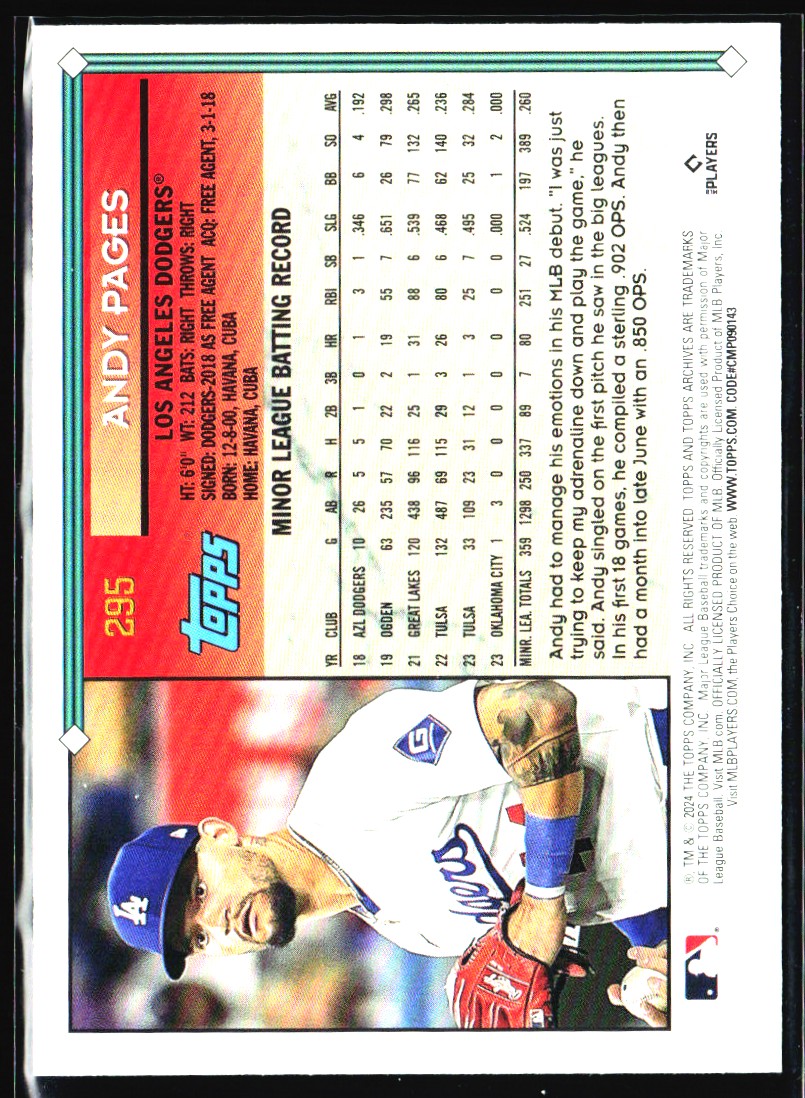 295
ANDY PAGES
LOS ANGELES DODGERS®
HT: 6'0" WT: 212 BATS: RIGHT THROWS: RIGHT
SIGNED: DODGERS-2018 AS FREE AGENT ACQ: FREE AGENT, 3-1-18
BORN: 12-8-00, HAVANA, CUBA
HOME: HAVANA, CUBA
Topps
MINOR LEAGUE BATTING RECORD
YR CLUB G AB R H 2B 3B HR RBI SB SLG BB SO AVG
18 AZL DODGERS 10 26 5 5 1 0 1 3 1 .346 6 4 .192
19 OGDEN 63 235 57 70 22 2 19 55 7 .651 26 79 .298
21 GREAT LAKES 120 438 96 116 25 1 31 88 6 .539 77 132 .265
22 TULSA 132 487 69 115 29 3 26 80 6 .468 62 140 .236
23 TULSA 33 109 23 31 12 1 3 25 7 .495 25 32 .284
23 OKLAHOMA CITY 1 3 0 0 0 0 0 0 0 .000 1 2 .000
MINR. LEA. TOTALS 359 1298 250 337 89 7 80 251 27 .524 197 389 .260
Andy had to manage his emotions in his MLB debut. "I was just
trying to keep my adrenaline down and play the game," he
said. Andy singled on the first pitch he saw in the big leagues.
In his first 18 games, he compiled a sterling .902 OPS. Andy then
had a month into late June with an .850 OPS.
® TM & © 2024 THE TOPPS COMPANY, INC. ALL RIGHTS RESERVED. TOPPS AND TOPPS ARCHIVES ARE TRADEMARKS
OF THE TOPPS COMPANY, INC. Major League Baseball trademarks and copyrights are used with permission of Major
League Baseball. Visit MLB.com. OFFICIALLY LICENSED PRODUCT OF MLB Officially Licensed Product of MLB Players, Inc.
Visit MLBPLAYERS.COM, the Players Choice on the web. WWW.TOPPS.COM. CODE#CMP090143
THE PLAYERS
LA
G